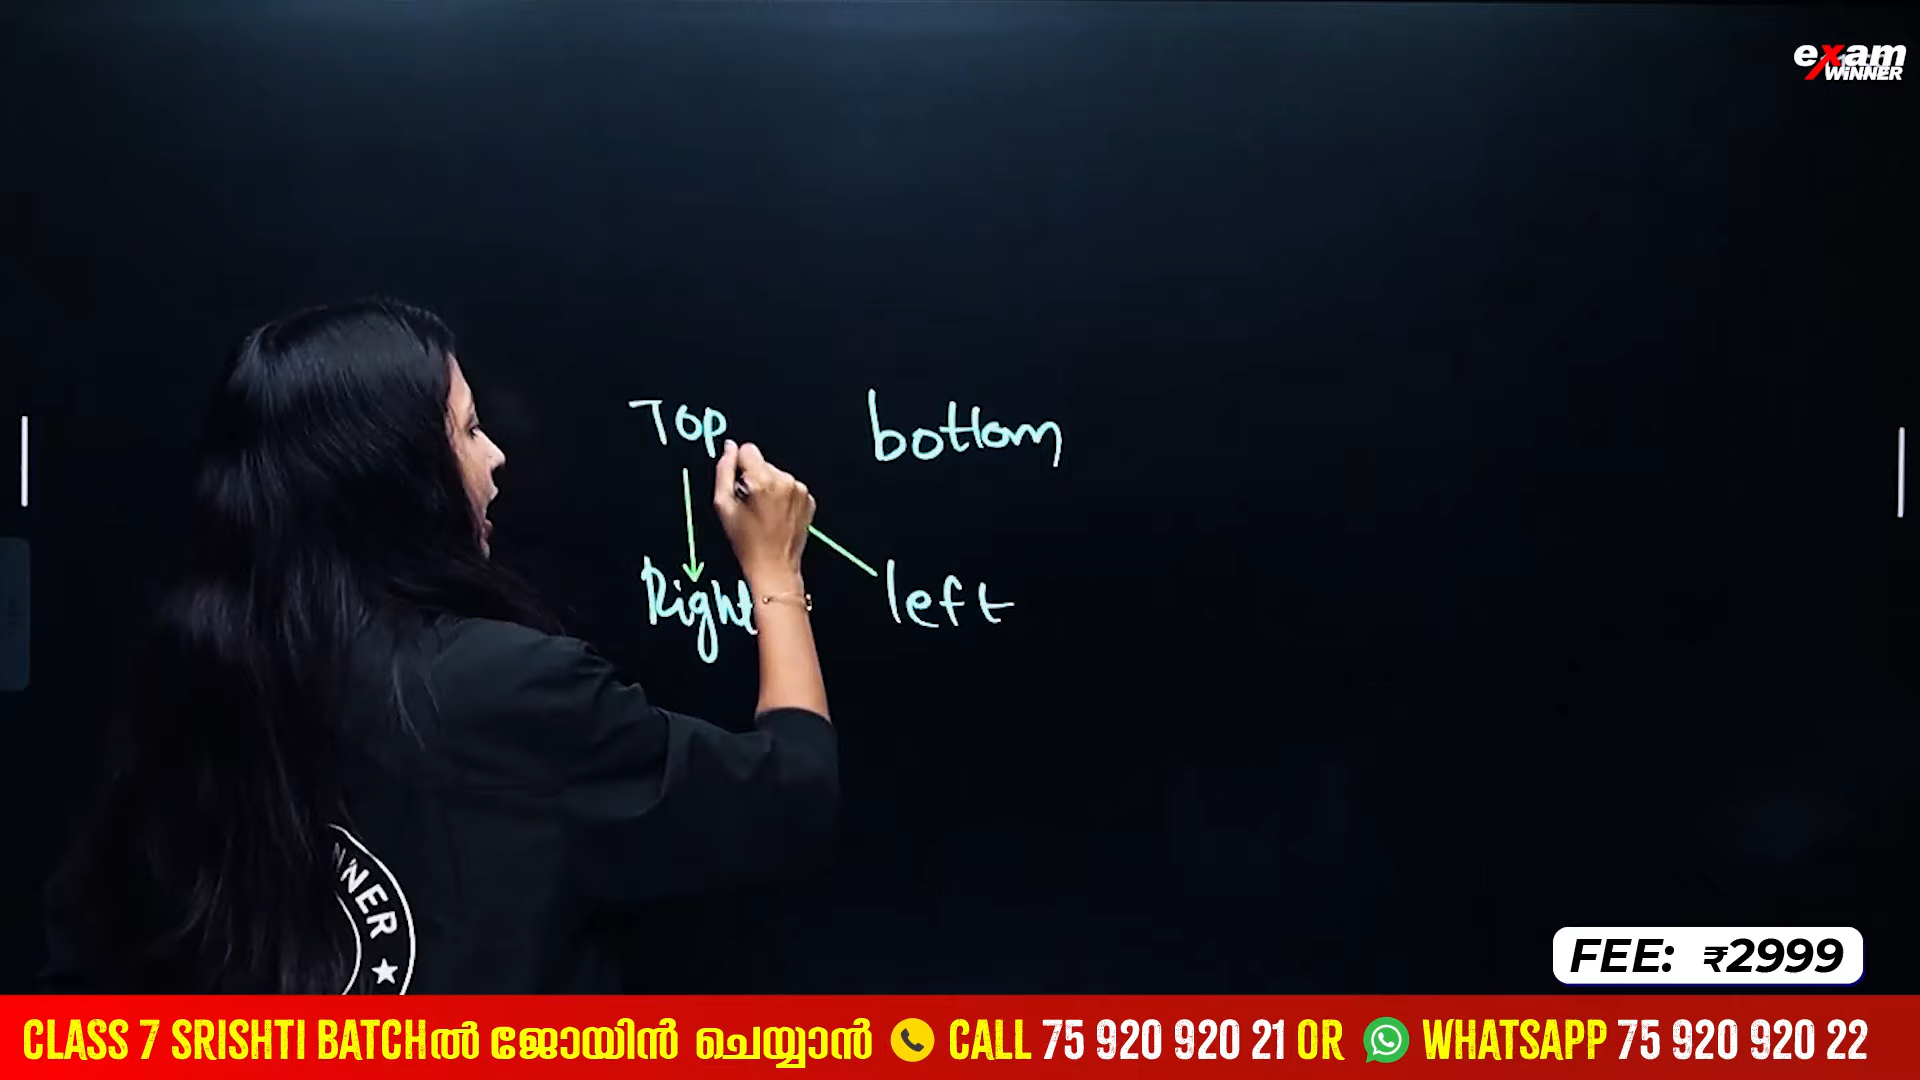 exam
WINNER
Top bottom
Right left
NNER ★
FEE: ₹2999
CLASS 7 SRISHTI BATCHൽ ജോയിൻ ചെയ്യാൻ CALL 75 920 920 21 OR WHATSAPP 75 920 920 22